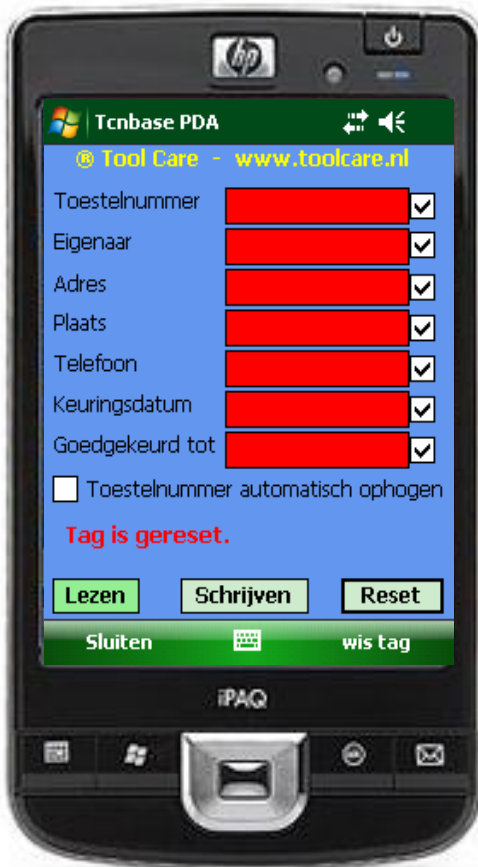 hp
Tcnbase PDA
® Tool Care - www.toolcare.nl
Toestelnummer
Eigenaar
Adres
Plaats
Telefoon
Keuringsdatum
Goedgekeurd tot
Toestelnummer automatisch ophogen
Tag is gereset.
Lezen Schrijven Reset
Sluiten wis tag
iPAQ